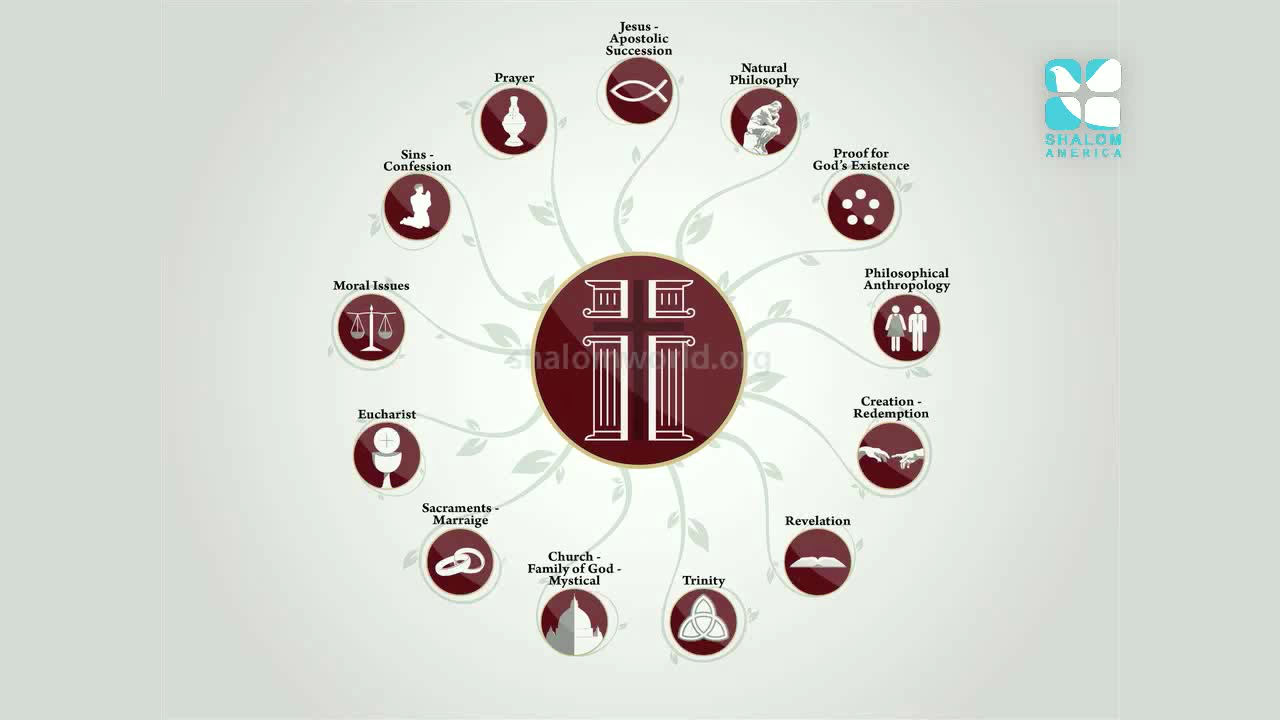 Jesus -
Apostolic
Succession
Natural
Philosophy
Proof for
God's Existence
Philosophical
Anthropology
Creation -
Redemption
Revelation
Trinity
Church -
Family of God -
Mystical
Sacraments -
Marraige
Eucharist
Moral Issues
Sins -
Confession
Prayer
shalomworld.org
SHALOM
AMERICA